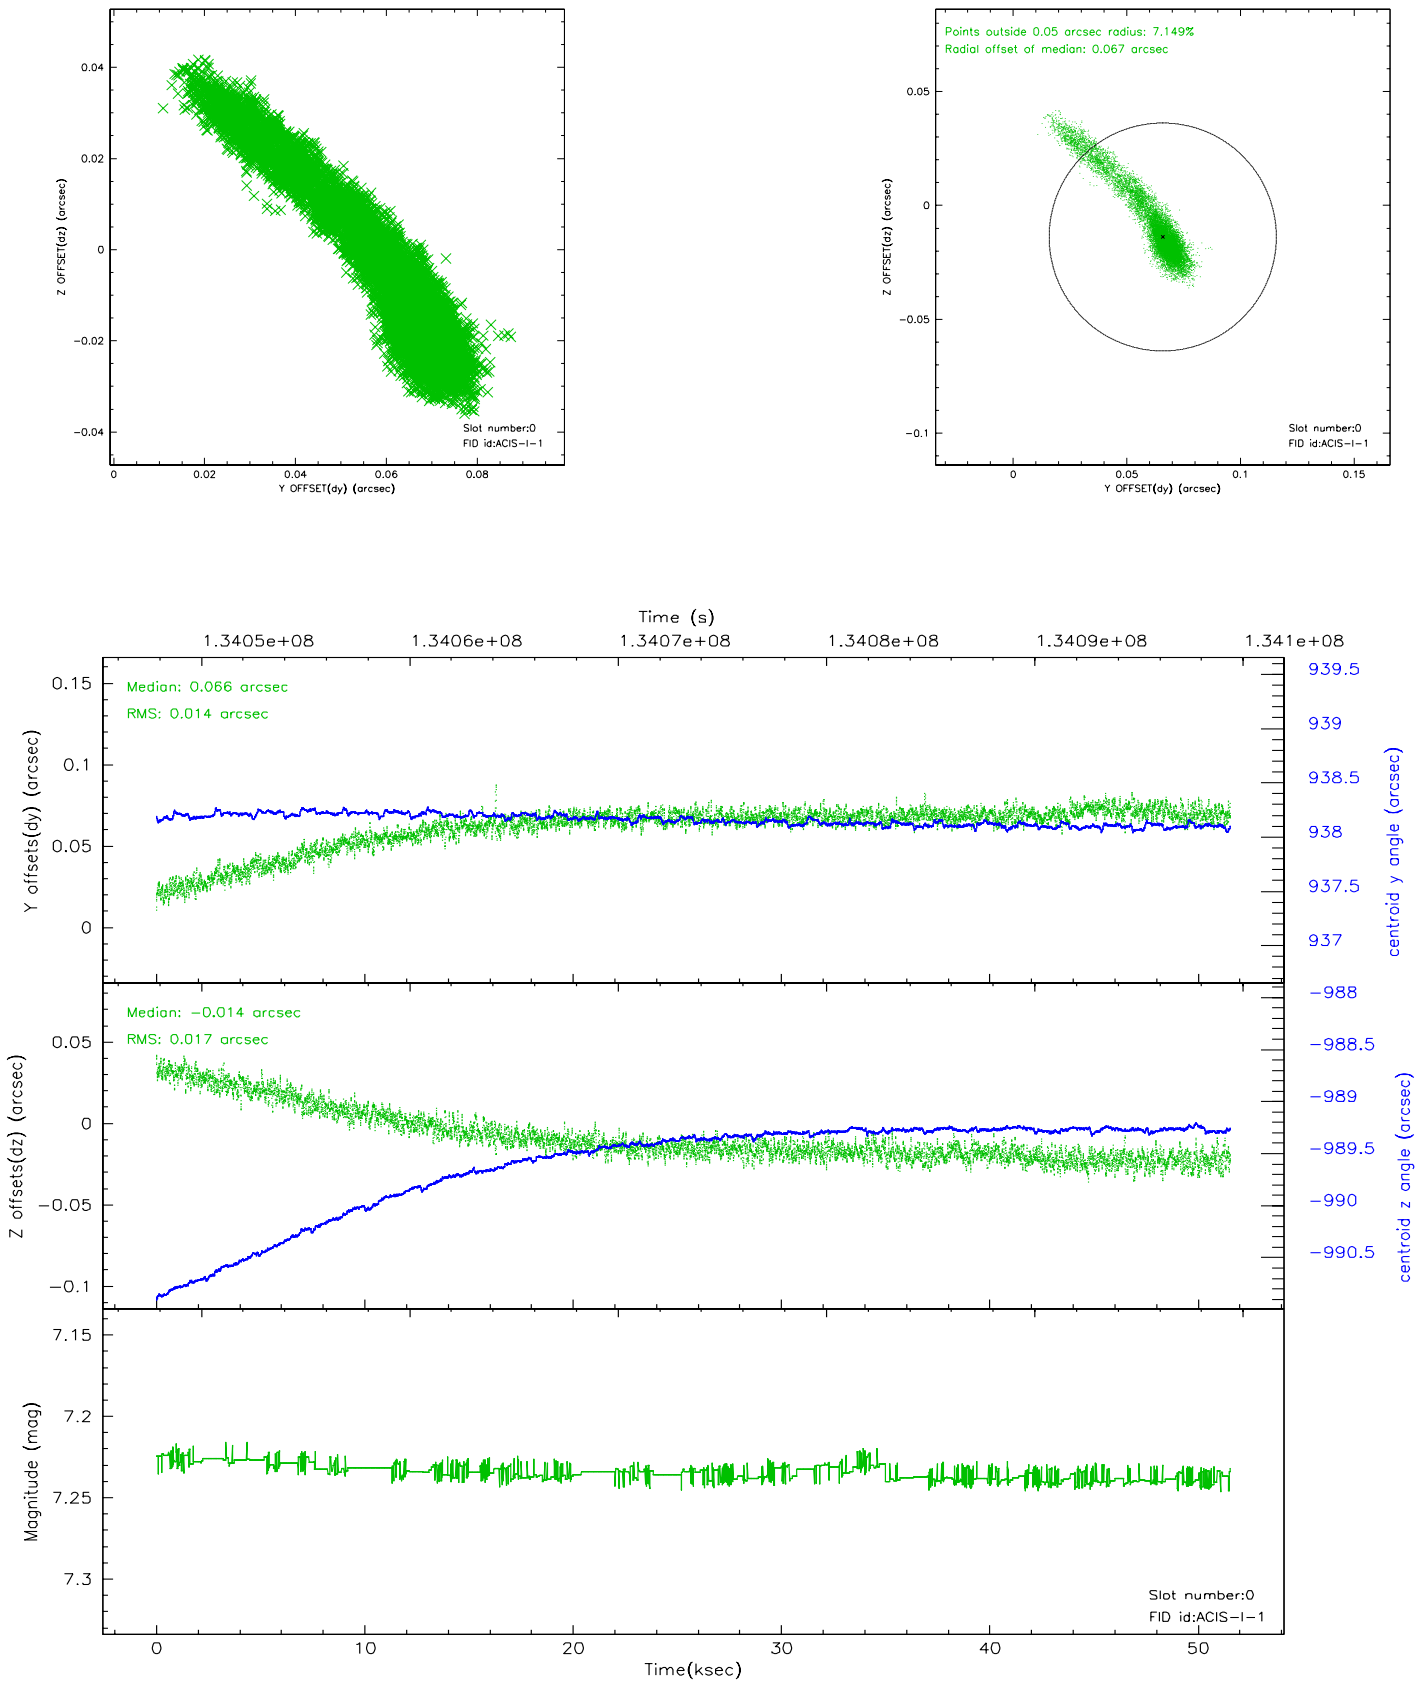 0.04
0.02
0
−0.02
−0.04
Z OFFSET(dz) (arcsec)
Slot number:0
FID id:ACIS−I−1
0 0.02 0.04 0.06 0.08
Y OFFSET(dy) (arcsec)
Points outside 0.05 arcsec radius: 7.149%
Radial offset of median: 0.067 arcsec
0.05
0
−0.05
−0.1
Z OFFSET(dz) (arcsec)
Slot number:0
FID id:ACIS−I−1
0 0.05 0.1 0.15
Y OFFSET(dy) (arcsec)
Time (s)
1.3405e+08 1.3406e+08 1.3407e+08 1.3408e+08 1.3409e+08 1.341e+08
Median: 0.066 arcsec
RMS: 0.014 arcsec
0.15
0.1
0.05
0
Y offsets(dy) (arcsec)
939.5
939
938.5
938
937.5
937
centroid y angle (arcsec)
Median: −0.014 arcsec
RMS: 0.017 arcsec
0.05
0
−0.05
−0.1
Z offsets(dz) (arcsec)
−988
−988.5
−989
−989.5
−990
−990.5
centroid z angle (arcsec)
7.15
7.2
7.25
7.3
Magnitude (mag)
Slot number:0
FID id:ACIS−I−1
0 10 20 30 40 50
Time(ksec)